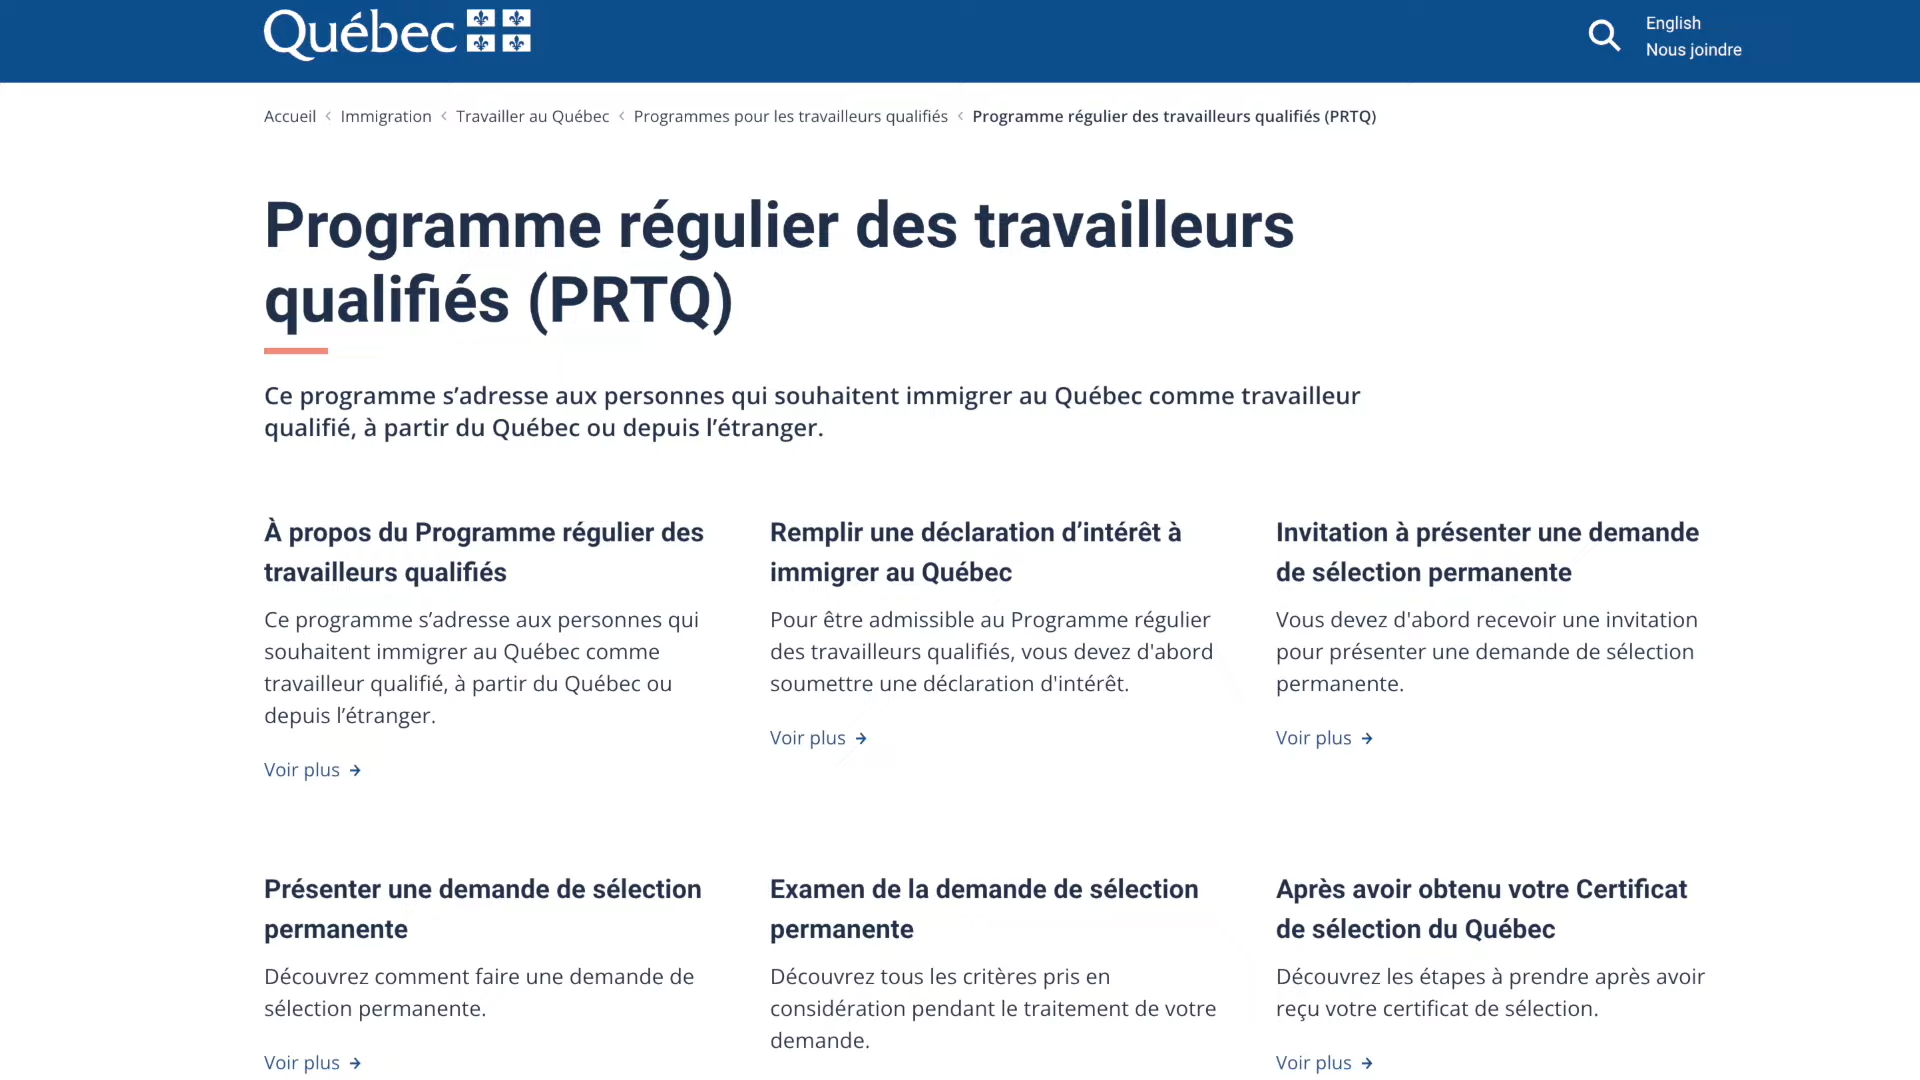 Québec
English
Nous joindre
Accueil < Immigration < Travailler au Québec < Programmes pour les travailleurs qualifiés < Programme régulier des travailleurs qualifiés (PRTQ)
Programme régulier des travailleurs
qualifiés (PRTQ)
Ce programme s’adresse aux personnes qui souhaitent immigrer au Québec comme travailleur
qualifié, à partir du Québec ou depuis l’étranger.
À propos du Programme régulier des
travailleurs qualifiés
Ce programme s’adresse aux personnes qui
souhaitent immigrer au Québec comme
travailleur qualifié, à partir du Québec ou
depuis l’étranger.
Voir plus →
Remplir une déclaration d’intérêt à
immigrer au Québec
Pour être admissible au Programme régulier
des travailleurs qualifiés, vous devez d'abord
soumettre une déclaration d'intérêt.
Voir plus →
Invitation à présenter une demande
de sélection permanente
Vous devez d'abord recevoir une invitation
pour présenter une demande de sélection
permanente.
Voir plus →
Présenter une demande de sélection
permanente
Découvrez comment faire une demande de
sélection permanente.
Voir plus →
Examen de la demande de sélection
permanente
Découvrez tous les critères pris en
considération pendant le traitement de votre
demande.
Après avoir obtenu votre Certificat
de sélection du Québec
Découvrez les étapes à prendre après avoir
reçu votre certificat de sélection.
Voir plus →